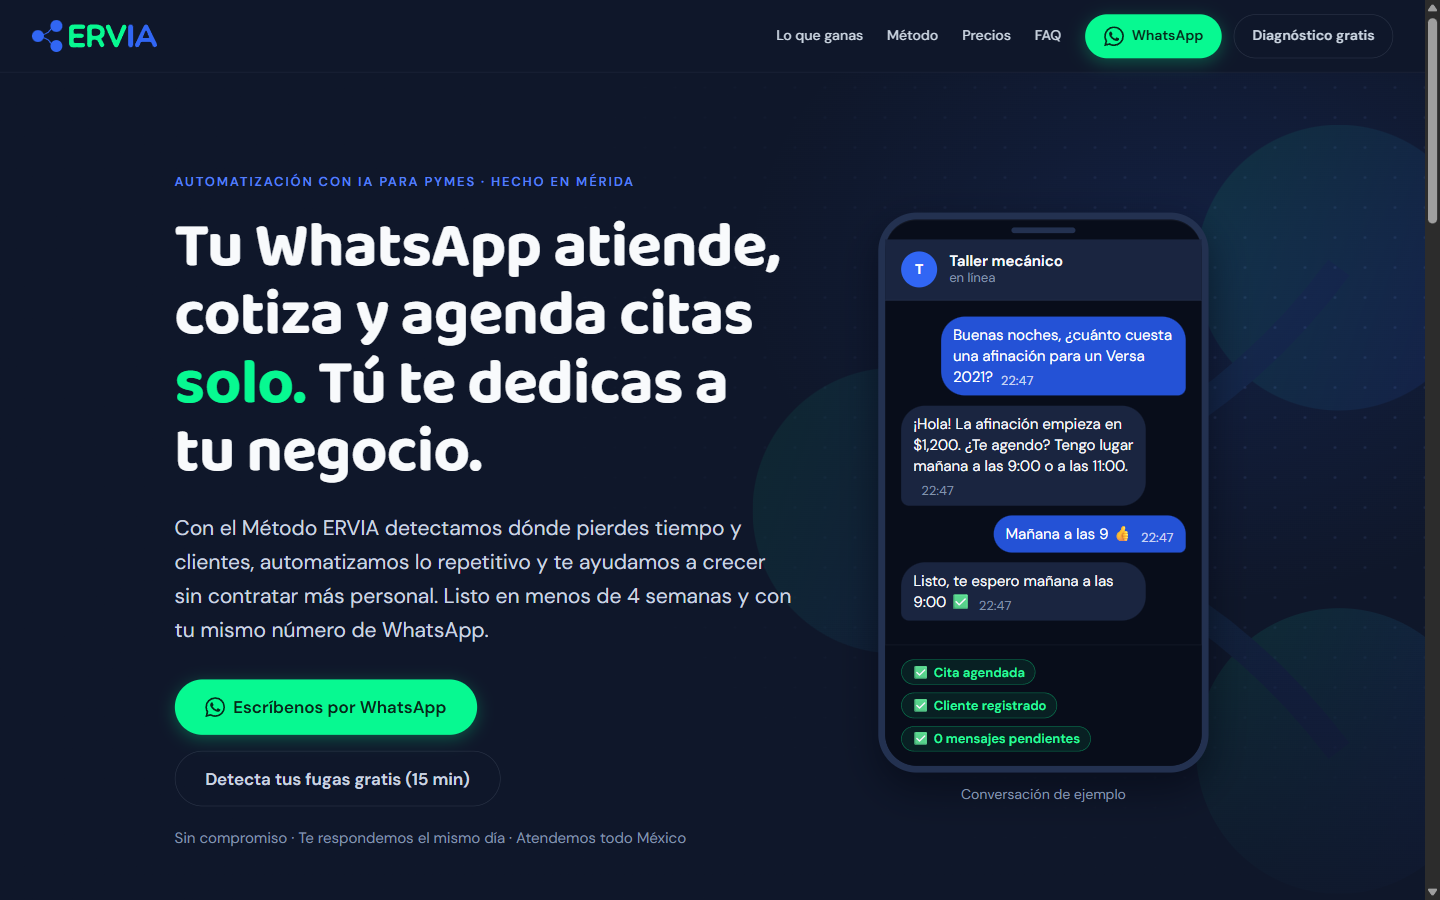 ERVIA
Lo que ganas
Método
Precios
FAQ
WhatsApp
Diagnóstico gratis
AUTOMATIZACIÓN CON IA PARA PYMES · HECHO EN MÉRIDA
Tu WhatsApp atiende,
cotiza y agenda citas
solo. Tú te dedicas a
tu negocio.
Con el Método ERVIA detectamos dónde pierdes tiempo y
clientes, automatizamos lo repetitivo y te ayudamos a crecer
sin contratar más personal. Listo en menos de 4 semanas y con
tu mismo número de WhatsApp.
Escríbenos por WhatsApp
Detecta tus fugas gratis (15 min)
Sin compromiso · Te respondemos el mismo día · Atendemos todo México
T
Taller mecánico
en línea
Buenas noches, ¿cuánto cuesta
una afinación para un Versa
2021? 22:47
¡Hola! La afinación empieza en
$1,200. ¿Te agendo? Tengo lugar
mañana a las 9:00 o a las 11:00.
22:47
Mañana a las 9 👍 22:47
Listo, te espero mañana a las
9:00 ✅ 22:47
✅ Cita agendada
✅ Cliente registrado
✅ 0 mensajes pendientes
Conversación de ejemplo